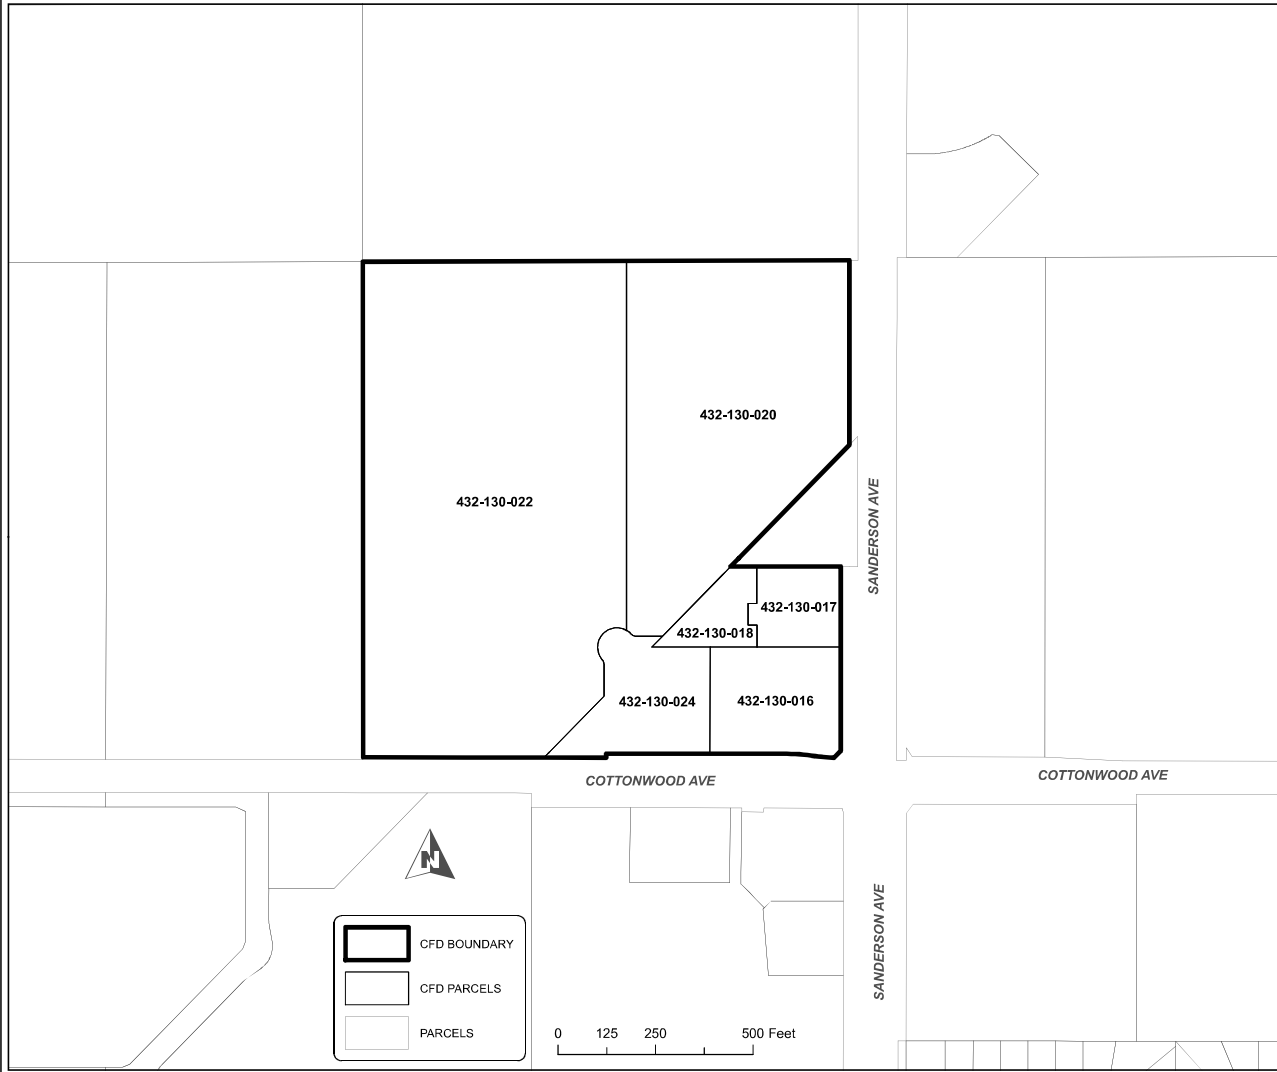 432-130-020
432-130-022
SANDERSON AVE
432-130-017
432-130-018
432-130-024
432-130-016
COTTONWOOD AVE
COTTONWOOD AVE
N
SANDERSON AVE
CFD BOUNDARY
CFD PARCELS
PARCELS
0 125 250 500 Feet